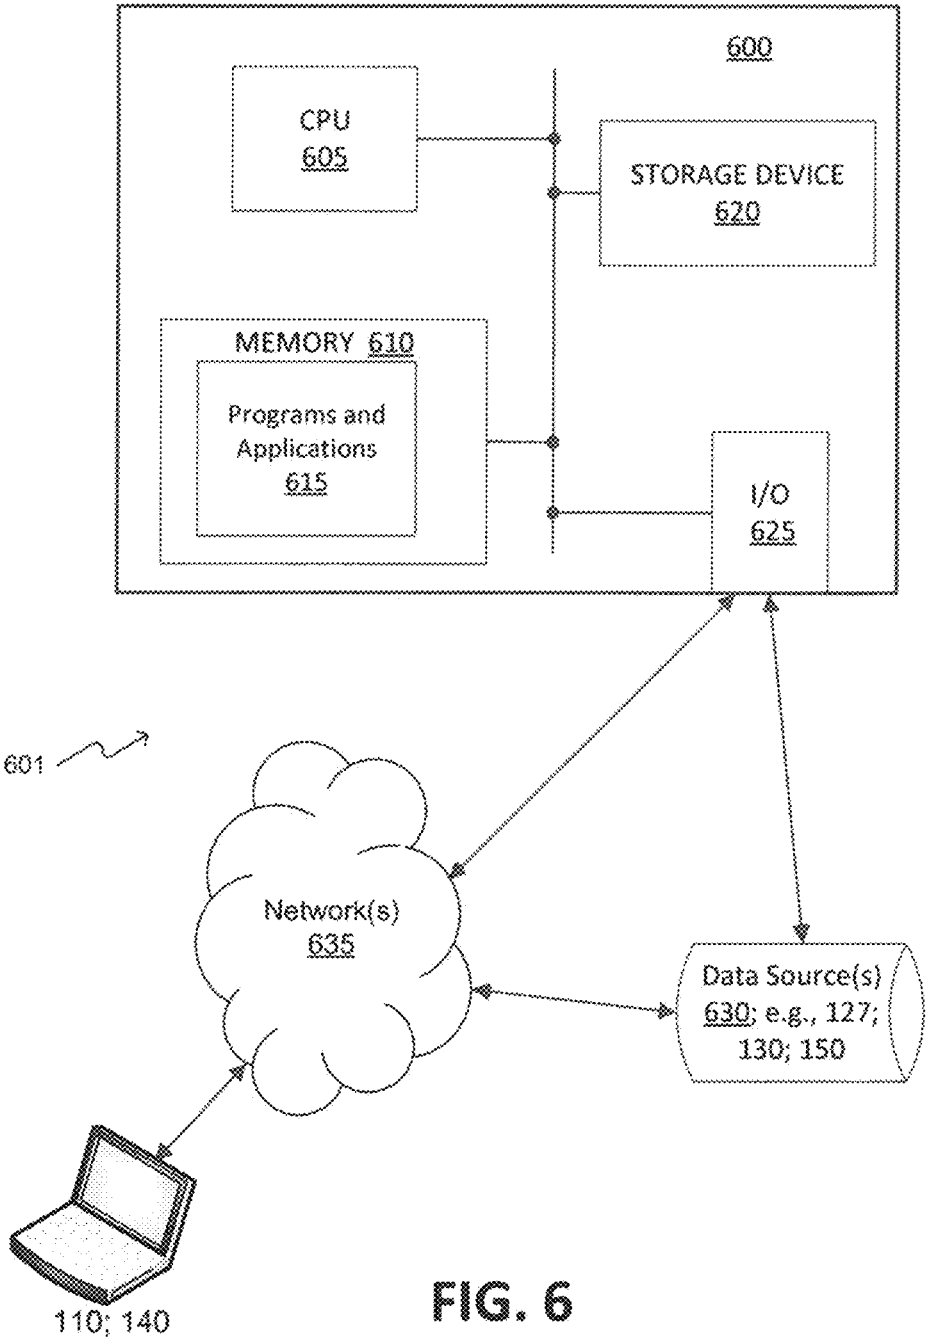 600
CPU
605
STORAGE DEVICE
620
MEMORY 610
Programs and
Applications
615
I/O
625
601
Network(s)
635
Data Source(s)
630; e.g., 127;
130; 150
110; 140
FIG. 6